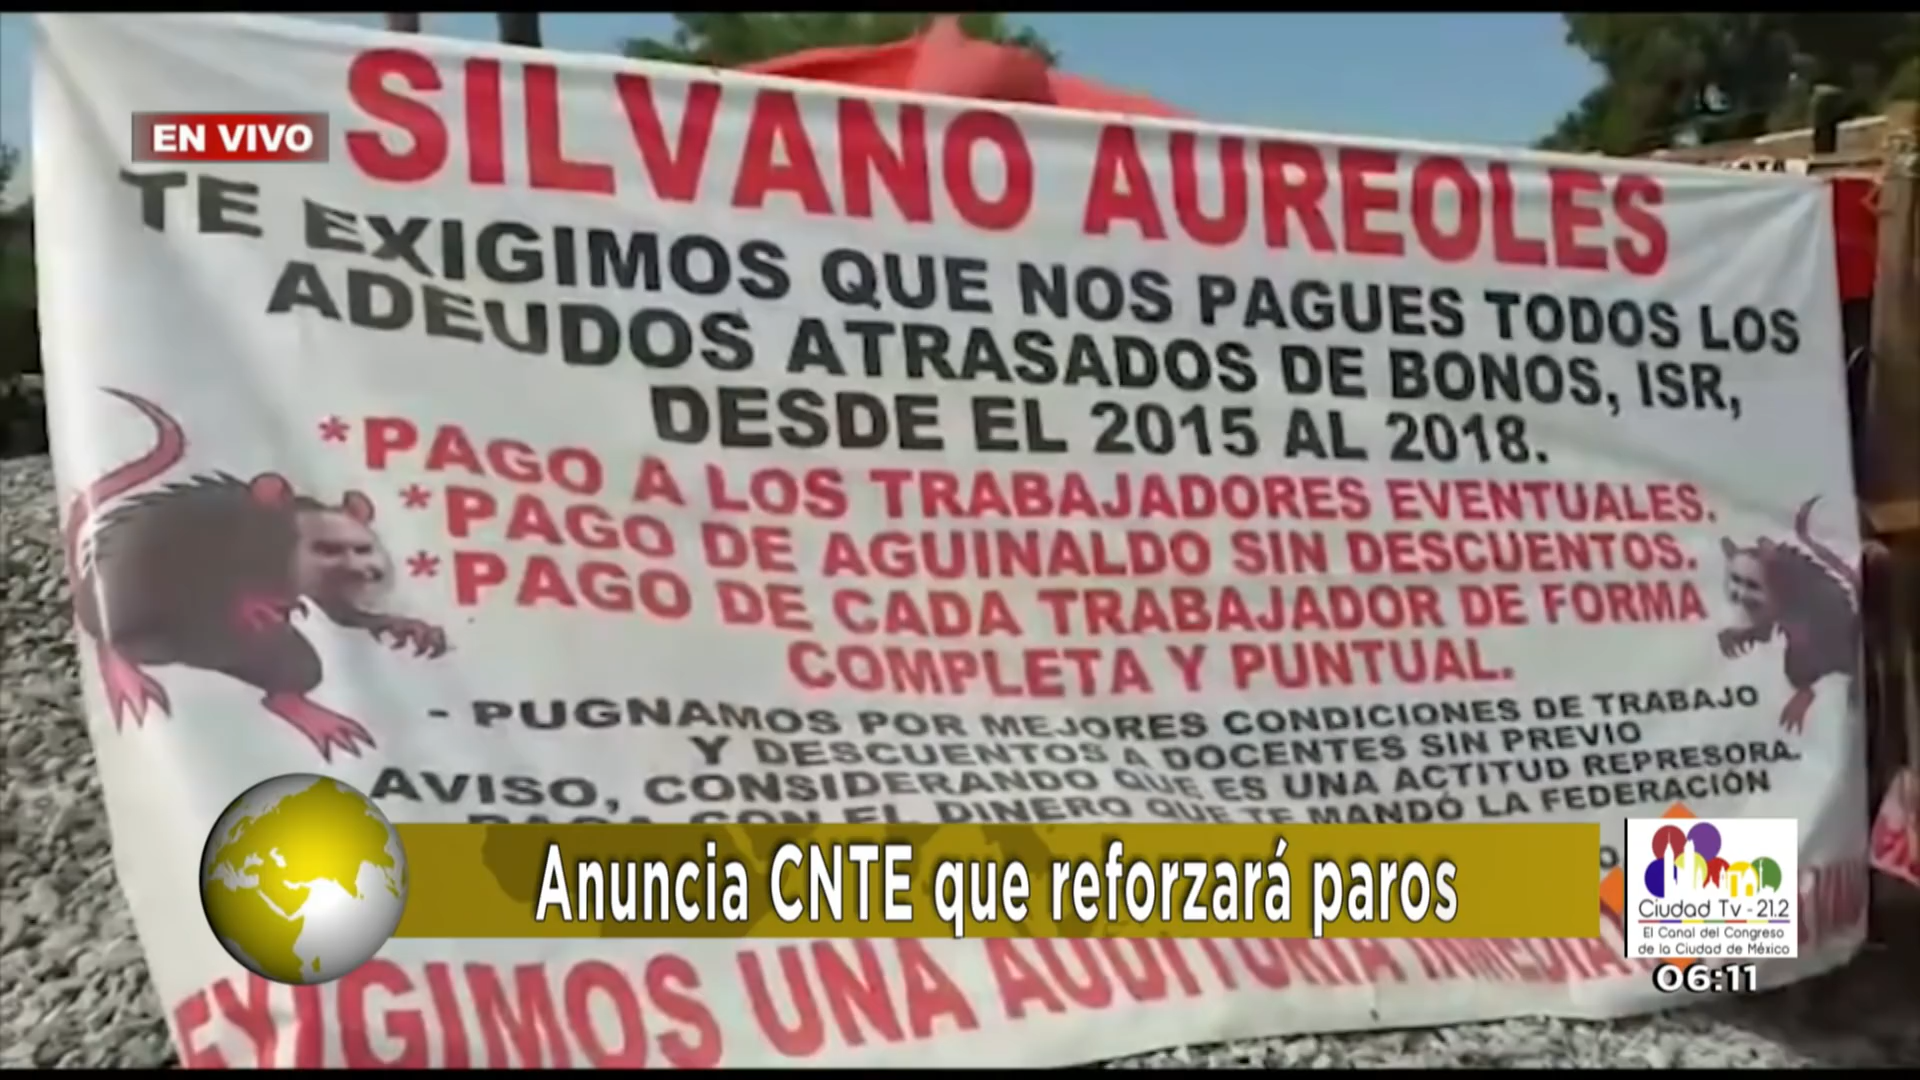 EN VIVO
SILVANO AUREOLES
TE EXIGIMOS QUE NOS PAGUES TODOS LOS
ADEUDOS ATRASADOS DE BONOS, ISR,
DESDE EL 2015 AL 2018.
*PAGO A LOS TRABAJADORES EVENTUALES.
*PAGO DE AGUINALDO SIN DESCUENTOS.
*PAGO DE CADA TRABAJADOR DE FORMA
COMPLETA Y PUNTUAL.
- PUGNAMOS POR MEJORES CONDICIONES DE TRABAJO
Y DESCUENTOS A DOCENTES SIN PREVIO
AVISO, CONSIDERANDO QUE ES UNA ACTITUD REPRESORA.
PAGA CON EL DINERO QUE TE MANDÓ LA FEDERACIÓN
Anuncia CNTE que reforzará paros
EXIGIMOS UNA AUDITORIA INMEDIATA
Ciudad Tv - 21.2
El Canal del Congreso
de la Ciudad de México
06:11